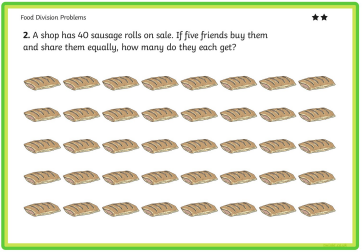 Food Division Problems
2. A shop has 40 sausage rolls on sale. If five friends buy them
and share them equally, how many do they each get?